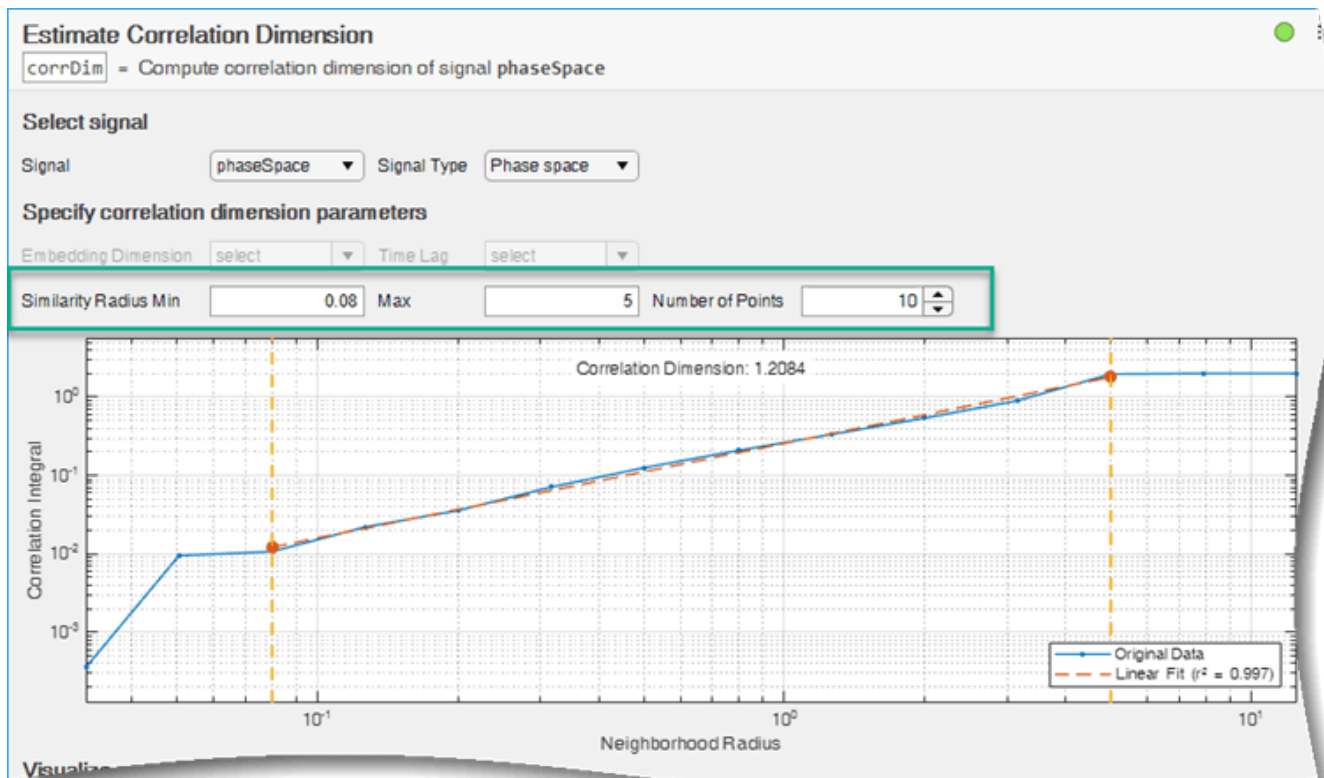 Estimate Correlation Dimension
corrDim = Compute correlation dimension of signal phaseSpace
Select signal
Signal phaseSpace Signal Type Phase space
Specify correlation dimension parameters
Embedding Dimension select Time Lag select
Similarity Radius Min 0.08 Max 5 Number of Points 10
Correlation Dimension: 1.2084
10⁰
10⁻¹
10⁻²
10⁻³
Correlation Integral
Original Data
Linear Fit (r² = 0.997)
10⁻¹ 10⁰ 10¹
Neighborhood Radius
Visualize